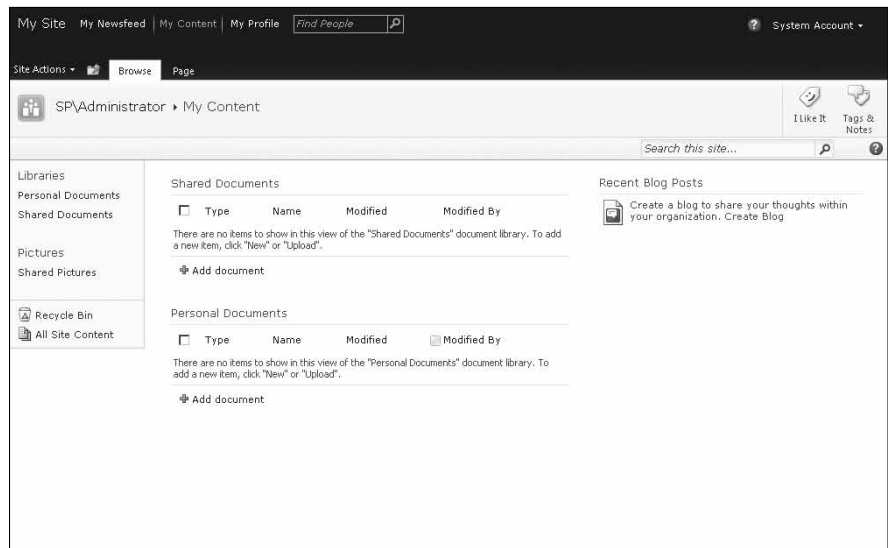 My Site My Newsfeed | My Content | My Profile Find People System Account
Site Actions Browse Page
SP\Administrator ▸ My Content
I Like It Tags &
Notes
Search this site...
Libraries
Personal Documents
Shared Documents
Pictures
Shared Pictures
Recycle Bin
All Site Content
Shared Documents
Type Name Modified Modified By
There are no items to show in this view of the "Shared Documents" document library. To add
a new item, click "New" or "Upload".
Add document
Personal Documents
Type Name Modified Modified By
There are no items to show in this view of the "Personal Documents" document library. To
add a new item, click "New" or "Upload".
Add document
Recent Blog Posts
Create a blog to share your thoughts within
your organization. Create Blog